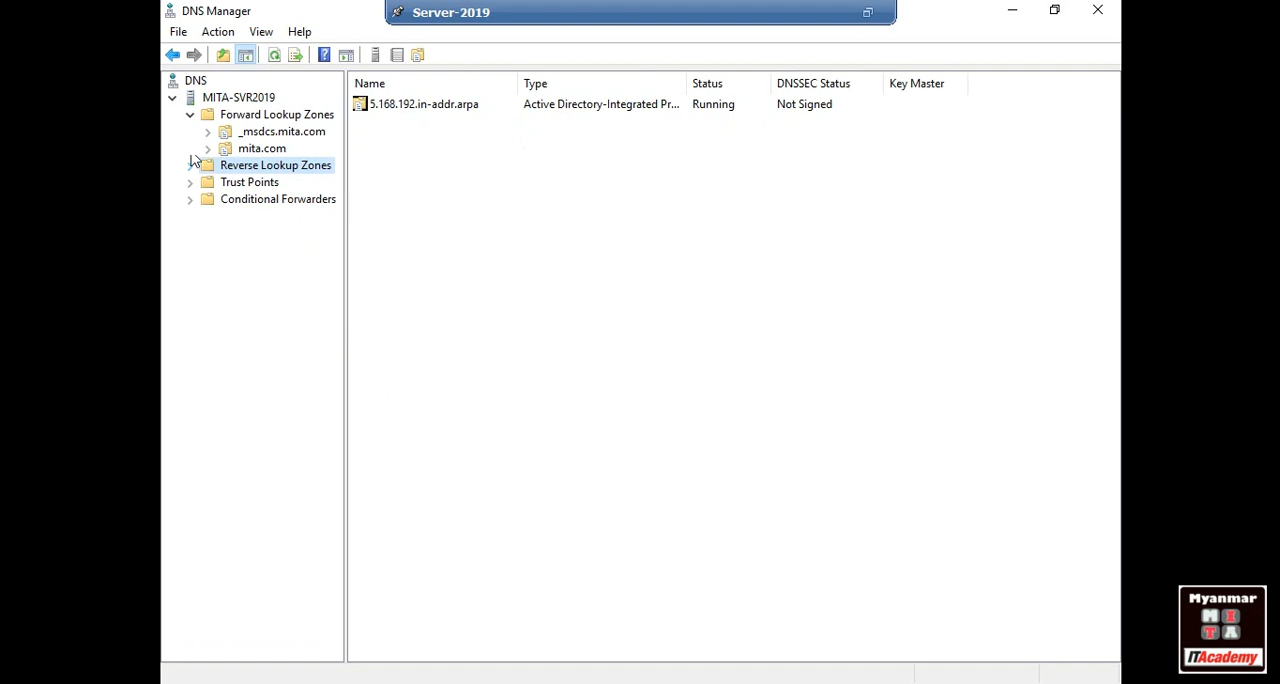 DNS Manager
Server-2019
File Action View Help
DNS
MITA-SVR2019
Forward Lookup Zones
_msdcs.mita.com
mita.com
Reverse Lookup Zones
Trust Points
Conditional Forwarders
Name Type Status DNSSEC Status Key Master
5.168.192.in-addr.arpa Active Directory-Integrated Pr... Running Not Signed
Myanmar
M I
T A
ITAcademy